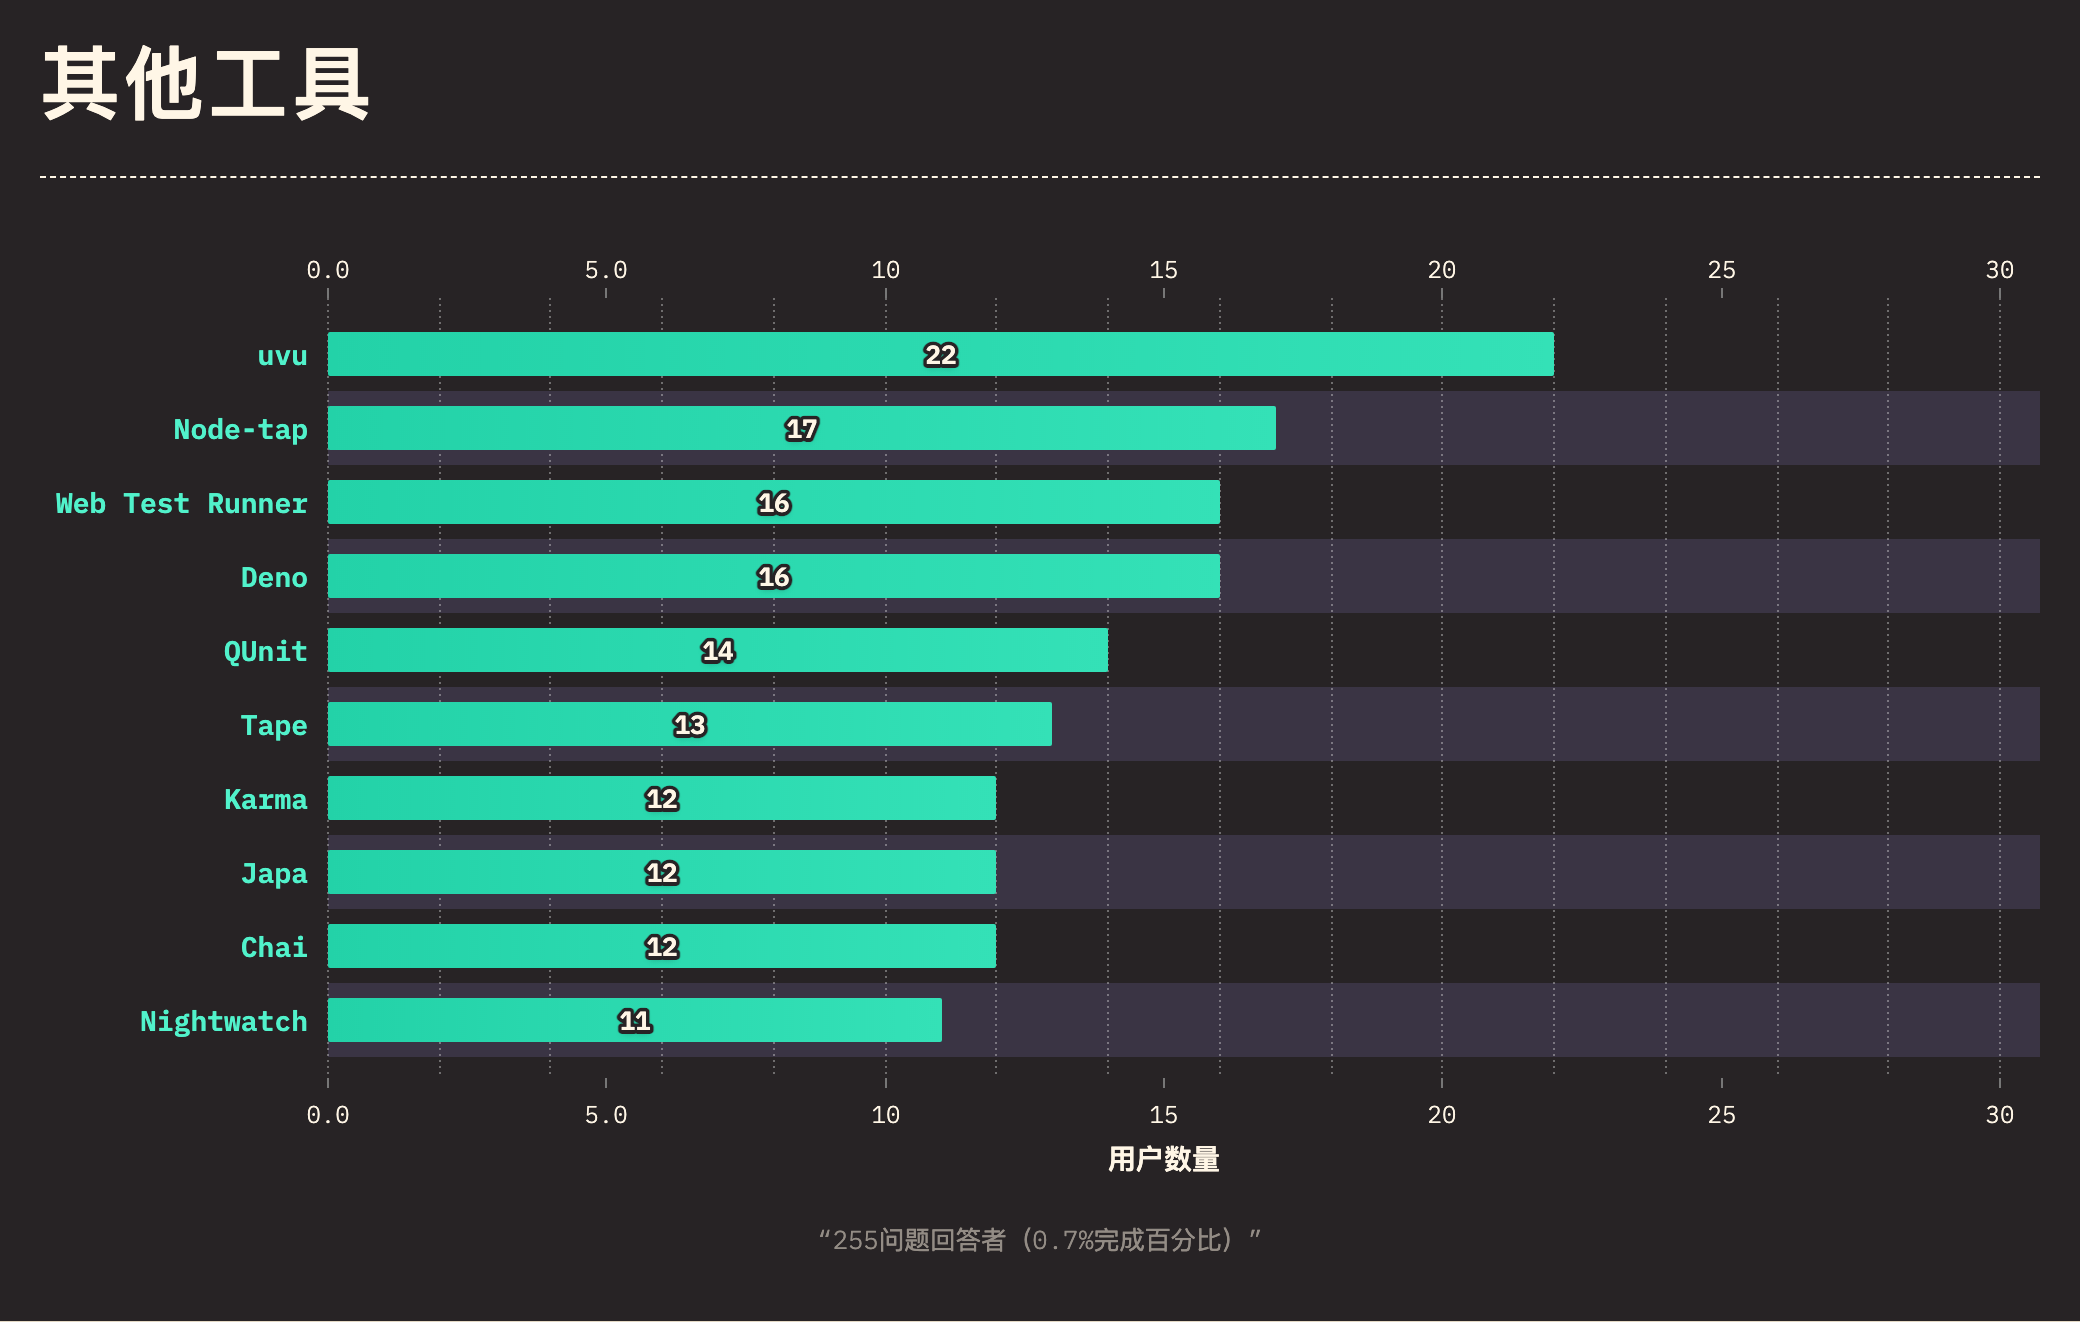 其他工具
0.0 5.0 10 15 20 25 30
uvu 22
Node-tap 17
Web Test Runner 16
Deno 16
QUnit 14
Tape 13
Karma 12
Japa 12
Chai 12
Nightwatch 11
0.0 5.0 10 15 20 25 30
用户数量
“255问题回答者（0.7%完成百分比）”